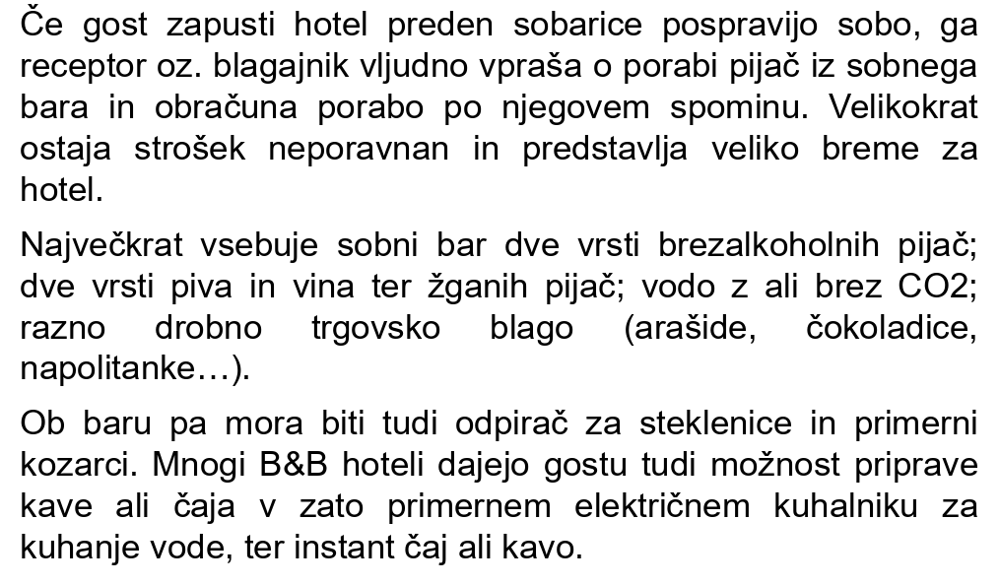 Če gost zapusti hotel preden sobarice pospravijo sobo, ga
receptor oz. blagajnik vljudno vpraša o porabi pijač iz sobnega
bara in obračuna porabo po njegovem spominu. Velikokrat
ostaja strošek neporavnan in predstavlja veliko breme za
hotel.
Največkrat vsebuje sobni bar dve vrsti brezalkoholnih pijač;
dve vrsti piva in vina ter žganih pijač; vodo z ali brez CO2;
razno drobno trgovsko blago (arašide, čokoladice,
napolitanke…).
Ob baru pa mora biti tudi odpirač za steklenice in primerni
kozarci. Mnogi B&B hoteli dajejo gostu tudi možnost priprave
kave ali čaja v zato primernem električnem kuhalniku za
kuhanje vode, ter instant čaj ali kavo.